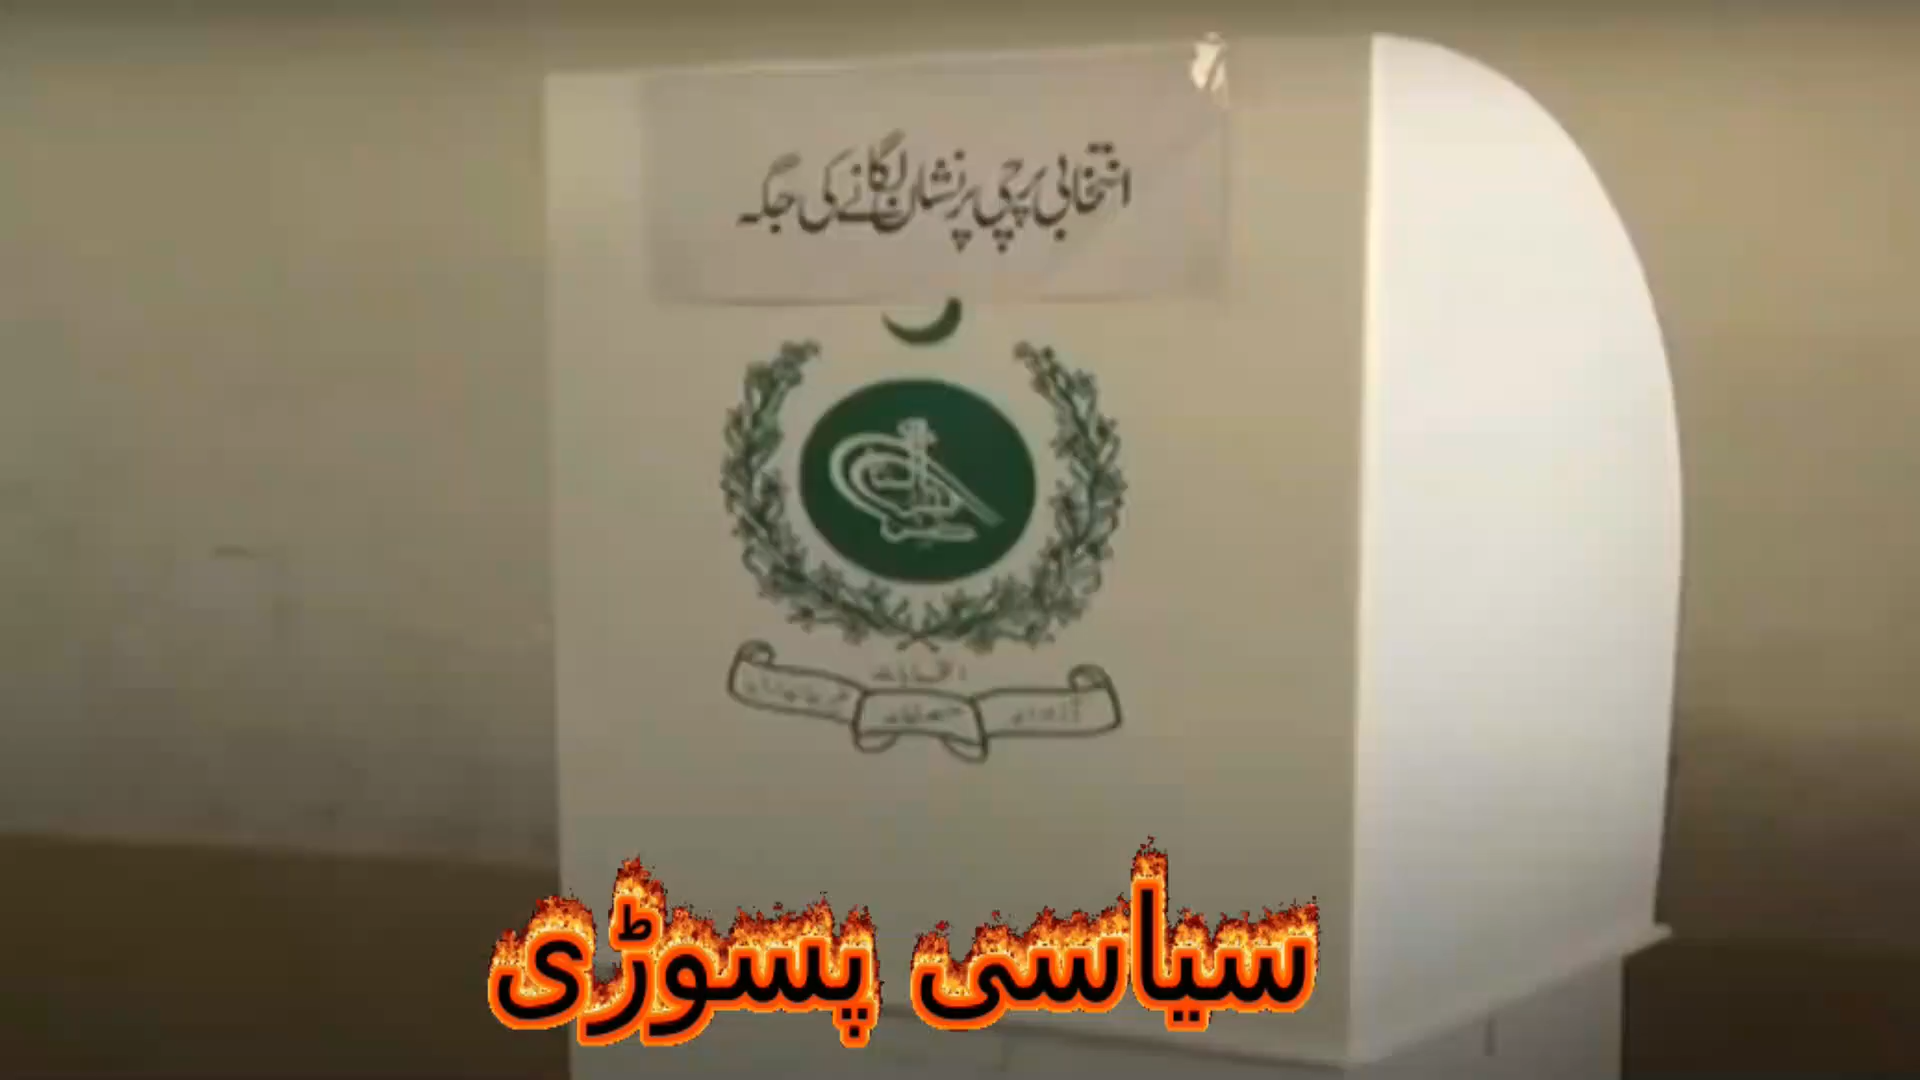 انتخابی پرچی پر نشان لگانے کی جگہ
سیاسی پسوڑی